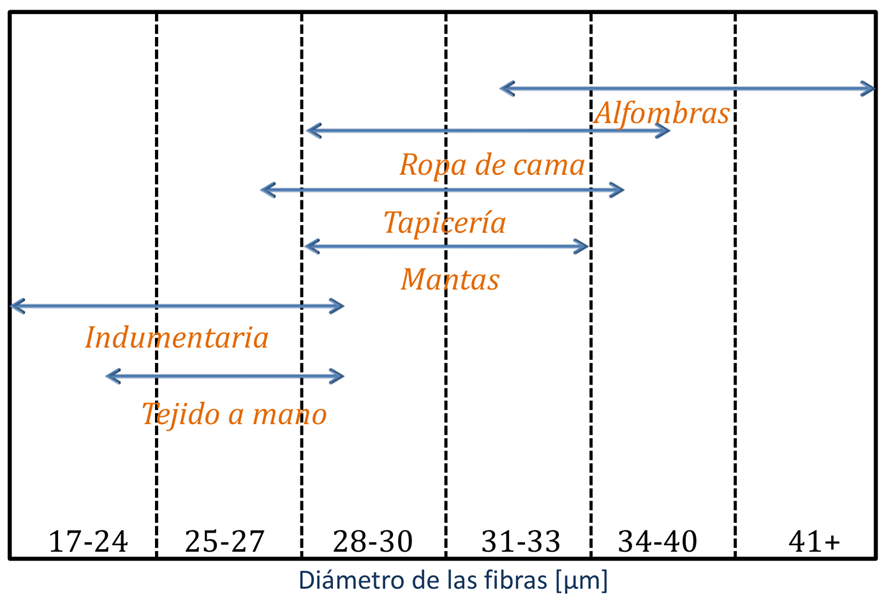 Alfombras
Ropa de cama
Tapicería
Mantas
Indumentaria
Tejido a mano
17-24 25-27 28-30 31-33 34-40 41+
Diámetro de las fibras [µm]